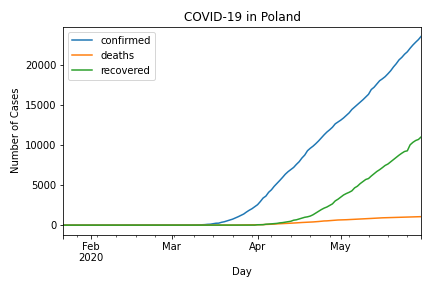 COVID-19 in Poland
confirmed
deaths
recovered
Number of Cases
20000
15000
10000
5000
0
Feb
2020
Mar
Apr
May
Day